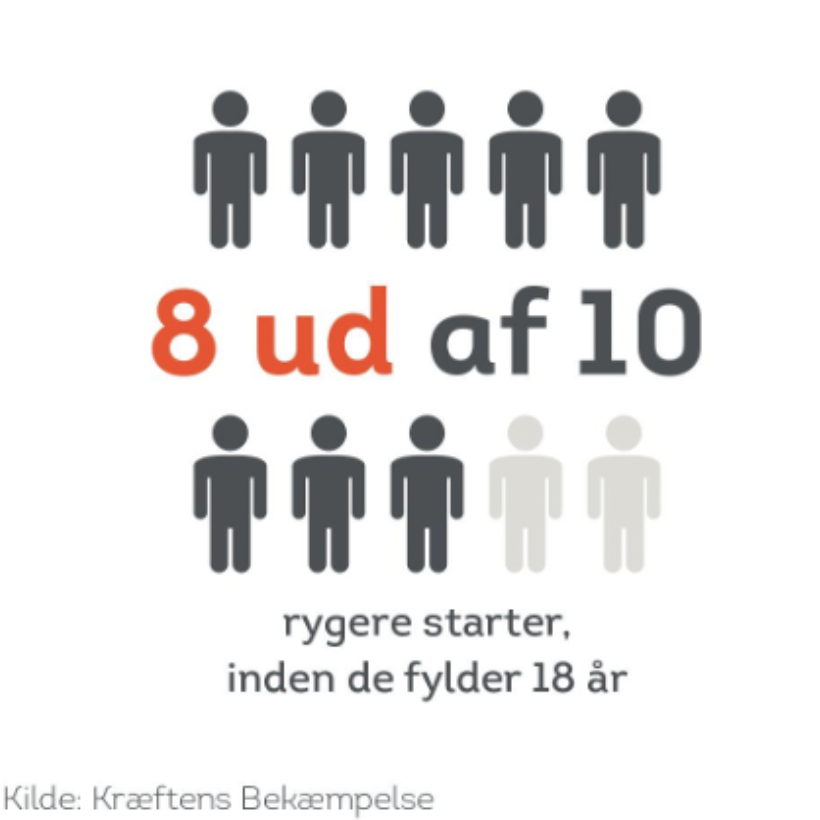 8 ud af 10
rygere starter,
inden de fylder 18 år
Kilde: Kræftens Bekæmpelse